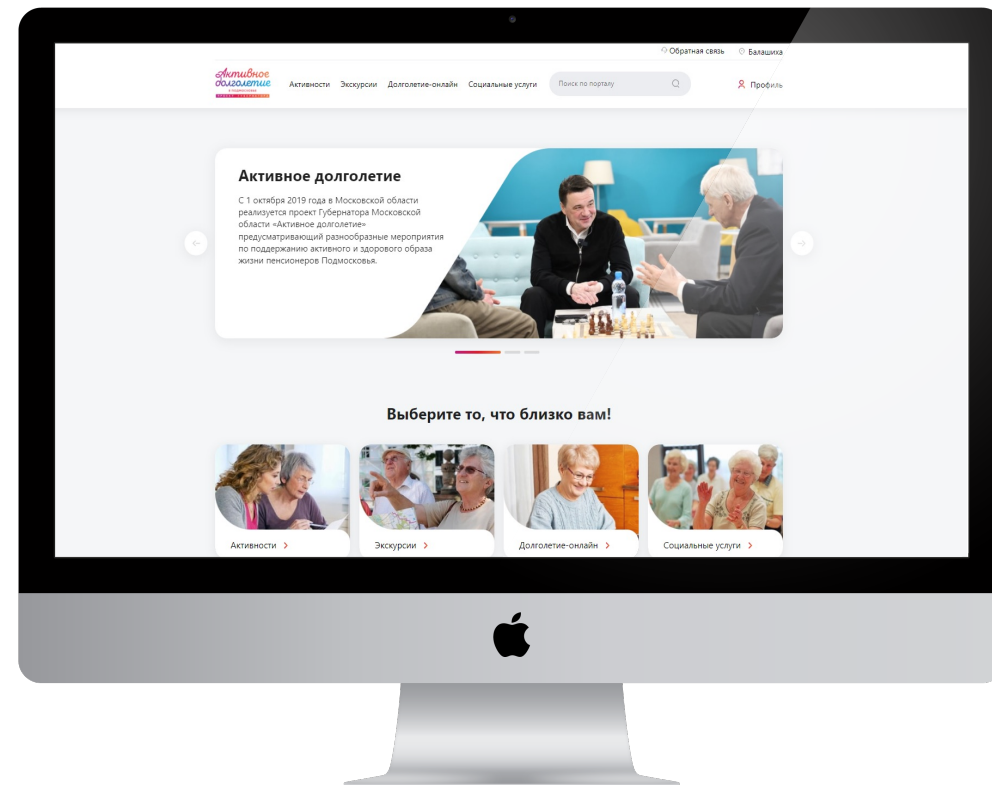 Обратная связь Балашиха
Активное
долголетие
Активности Экскурсии Долголетие-онлайн Социальные услуги Поиск по порталу Профиль
Активное долголетие
С 1 октября 2019 года в Московской области
реализуется проект Губернатора Московской
области «Активное долголетие»
предусматривающий разнообразные мероприятия
по поддержанию активного и здорового образа
жизни пенсионеров Подмосковья.
Выберите то, что близко вам!
Активности Экскурсии Долголетие-онлайн Социальные услуги